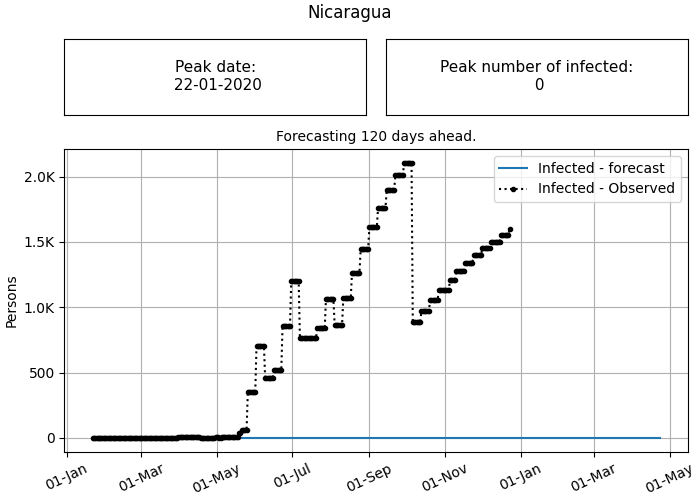 Nicaragua
Peak date:
22-01-2020
Peak number of infected:
0
Forecasting 120 days ahead.
Infected - forecast
Infected - Observed
2.0K
1.5K
1.0K
500
0
Persons
01-Jan
01-Mar
01-May
01-Jul
01-Sep
01-Nov
01-Jan
01-Mar
01-May